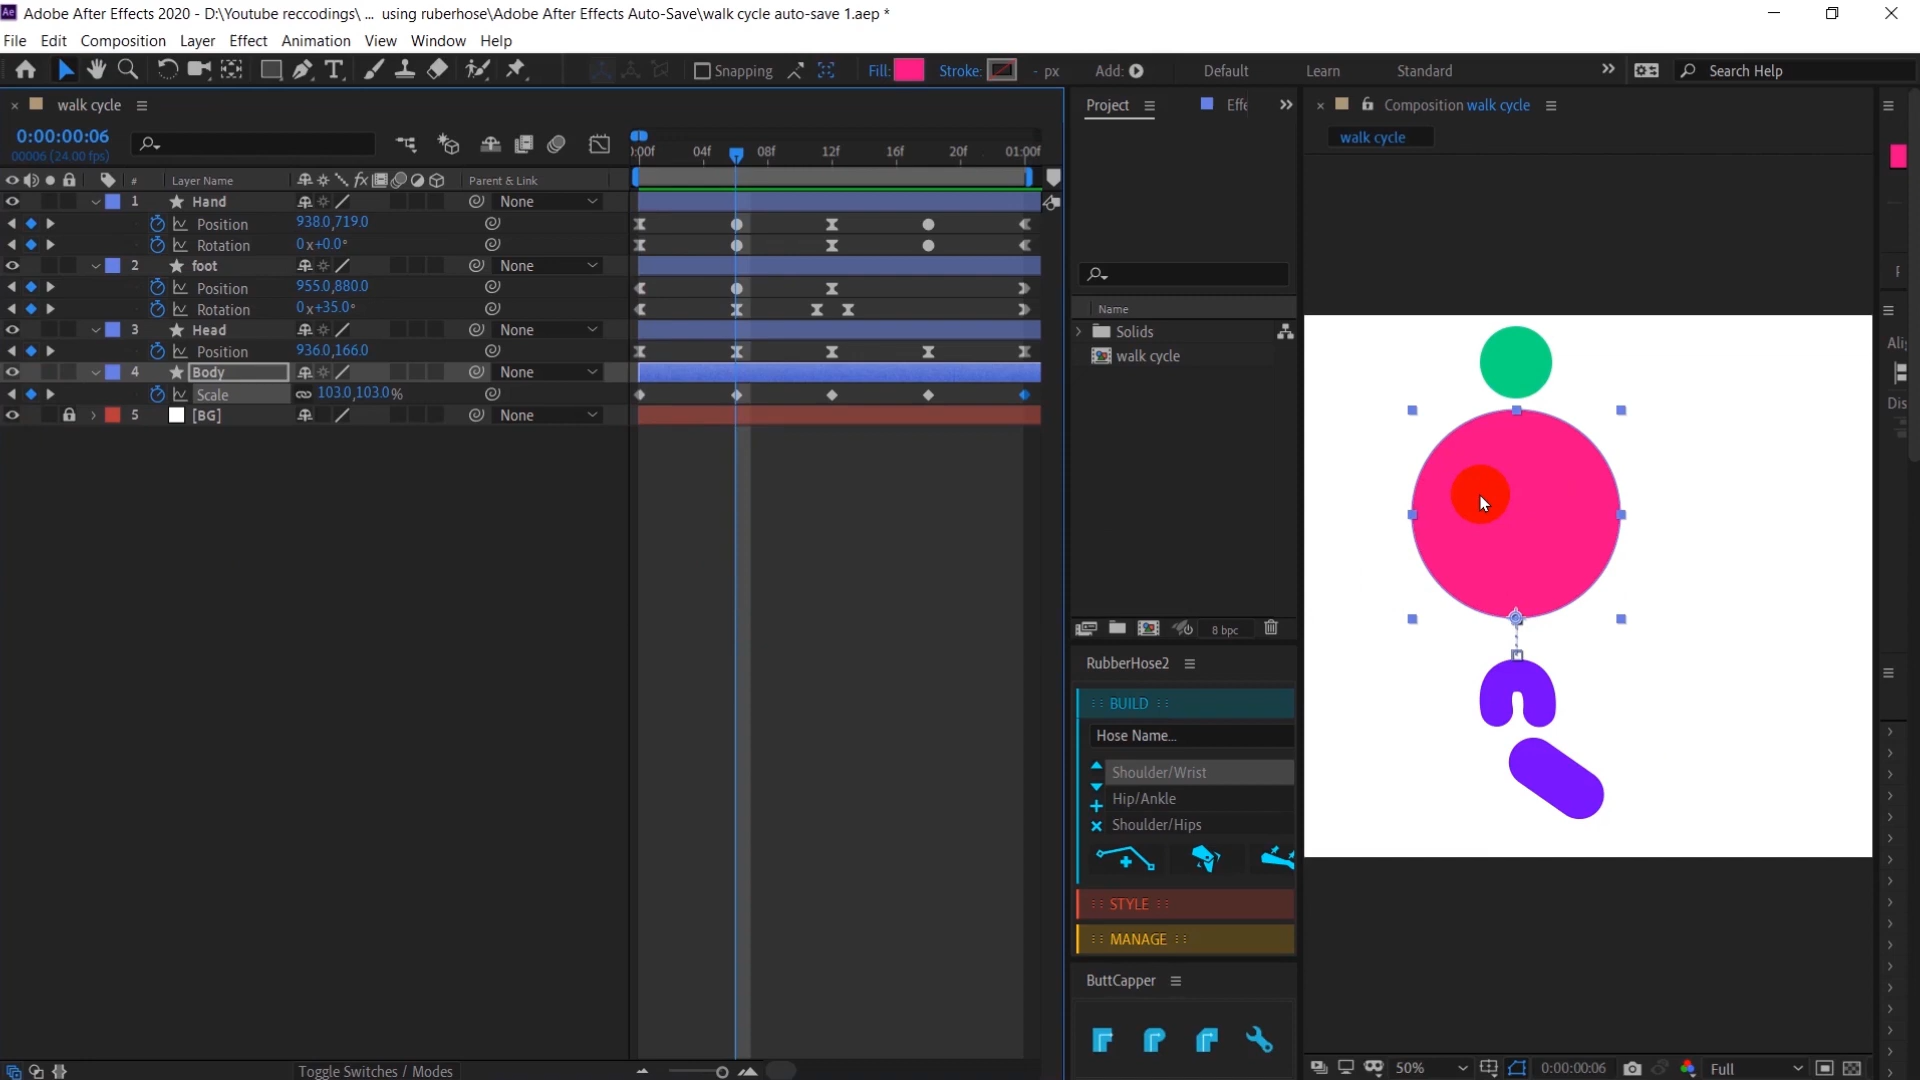 Adobe After Effects 2020 - D:\Youtube reccodings\ ... using ruberhose\Adobe After Effects Auto-Save\walk cycle auto-save 1.aep *
File Edit Composition Layer Effect Animation View Window Help
Snapping Fill: Stroke: - px Add: Default Learn Standard Search Help
walk cycle
0:00:00:06
00006 (24.00 fps)
):00f 04f 08f 12f 16f 20f 01:00f
# Layer Name Parent & Link
1 Hand None
Position 938.0,719.0
Rotation 0x+0.0°
2 foot None
Position 955.0,880.0
Rotation 0x+35.0°
3 Head None
Position 936.0,166.0
4 Body None
Scale 103.0,103.0%
5 [BG] None
Toggle Switches / Modes
Project Effe
Name
Solids
walk cycle
8 bpc
RubberHose2
:: BUILD ::
Hose Name...
Shoulder/Wrist
Hip/Ankle
Shoulder/Hips
:: STYLE ::
:: MANAGE ::
ButtCapper
Composition walk cycle
walk cycle
50% 0:00:00:06 Full
Ali
Dis